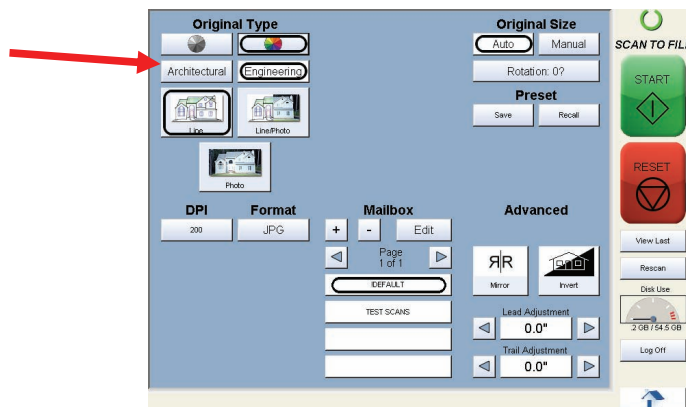 Original Type
Original Size
SCAN TO FIL
Auto
Manual
Architectural
Engineering
Rotation: 0?
START
Preset
Save
Recall
Line
Line/Photo
Photo
RESET
DPI
Format
Mailbox
Advanced
200
JPG
+
-
Edit
Page
1 of 1
View Last
R|R
Mirror
Invert
Rescan
IDEFAULT
Disk Use
TEST SCANS
Lead Adjustment
0.0"
.2 GB / 54.5 GB
Trail Adjustment
0.0"
Log Off